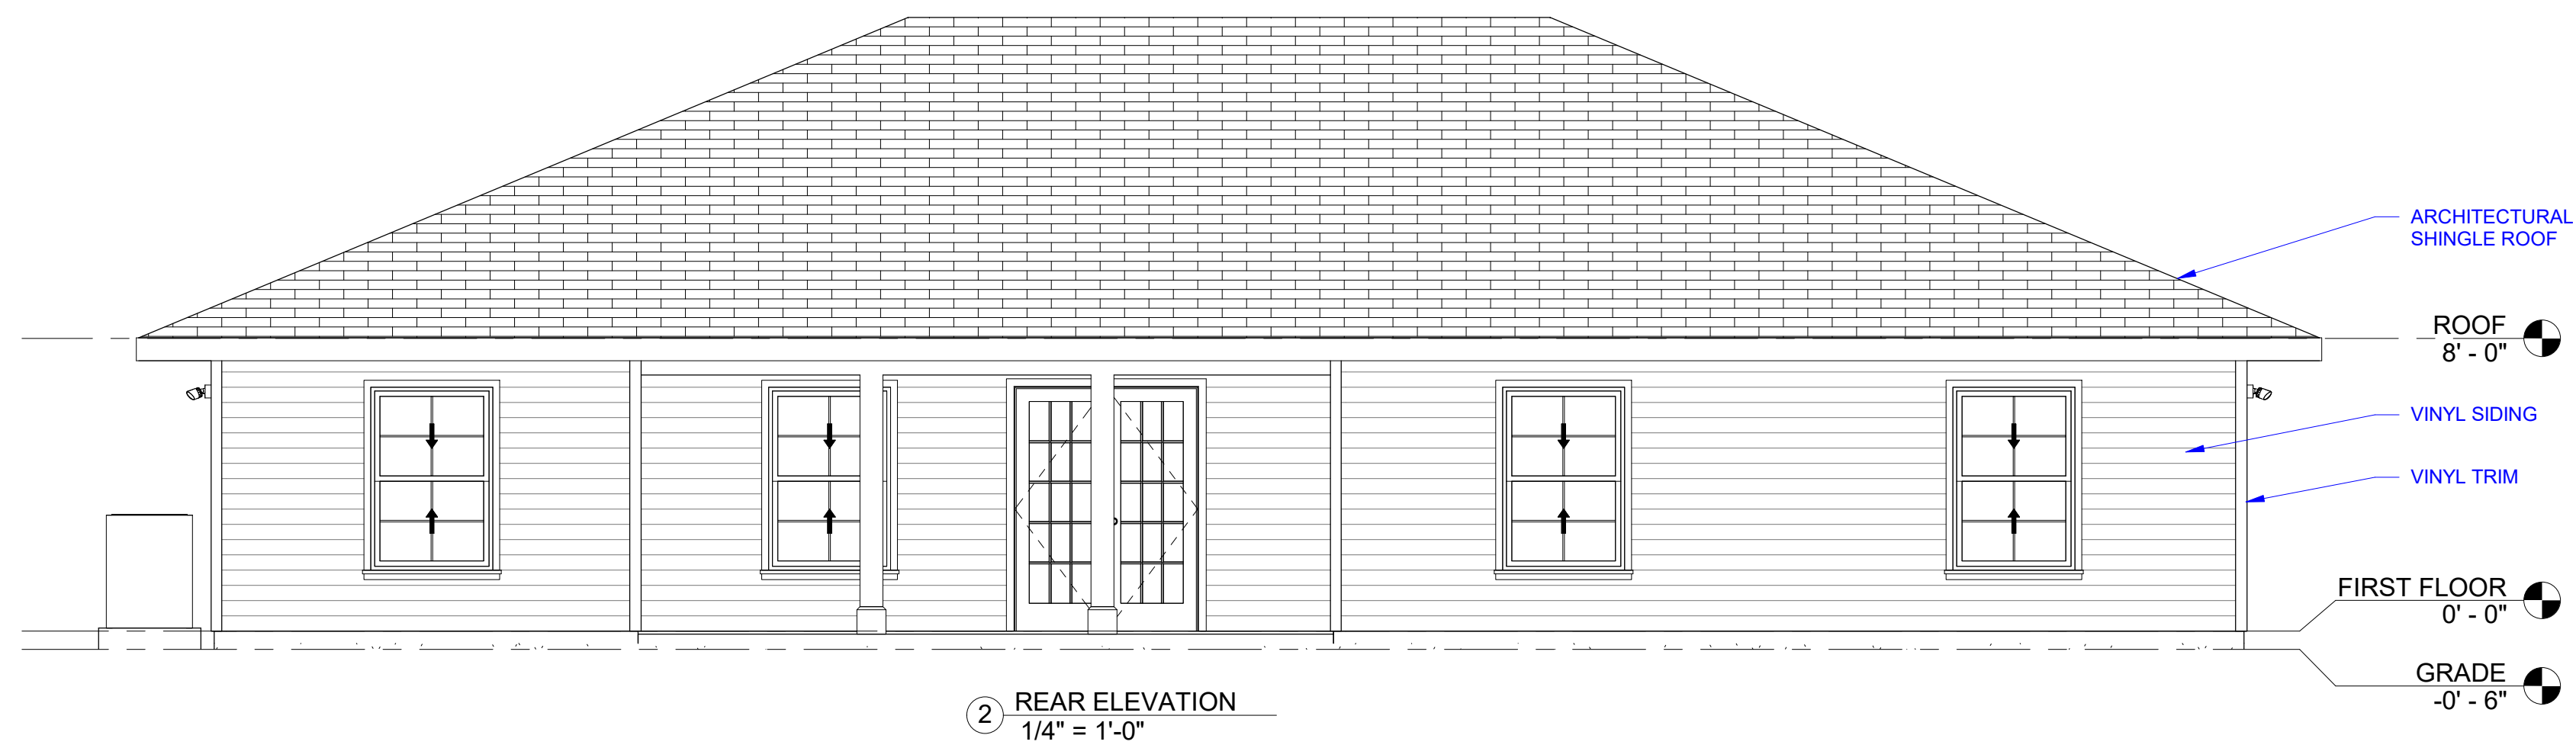 ARCHITECTURAL
SHINGLE ROOF
ROOF
8' - 0"
VINYL SIDING
VINYL TRIM
FIRST FLOOR
0' - 0"
GRADE
-0' - 6"
2 REAR ELEVATION
1/4" = 1'-0"